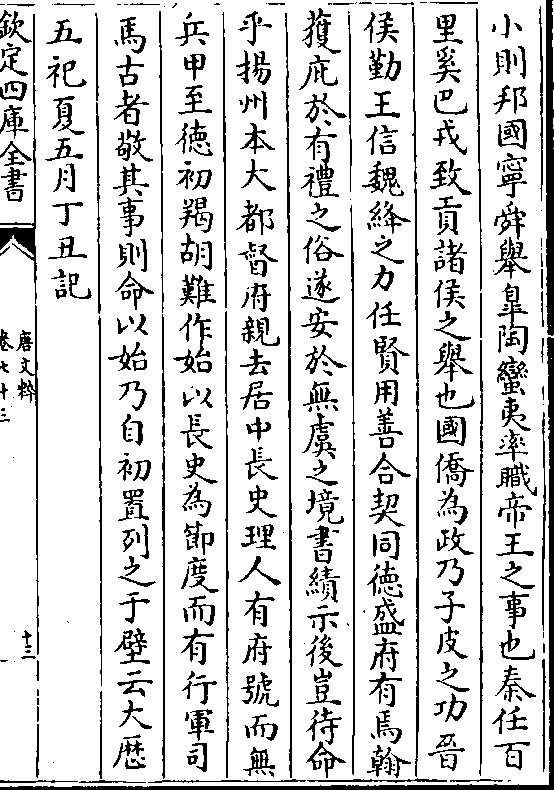 小則邦國寧舜舉皐陶蠻夷率職帝王之事也秦任百
里奚巴戎致貢諸侯之舉也國僑為政乃子皮之功晉
侯勤王信魏絳之力任賢用善合契同德盛府有焉翰
䕶庇於有禮之俗遂安於無虞之境書績示後豈待命
乎揚州本大都督府親去居中長史理人有府號而無
兵甲至德初羯胡難作始以長史為節度而有行軍司
馬古者敬其事則命以始乃自初置列之于壁云大厯
五祀夏五月丁丑記
欽定四庫全書
唐文粹
卷七十三
十三